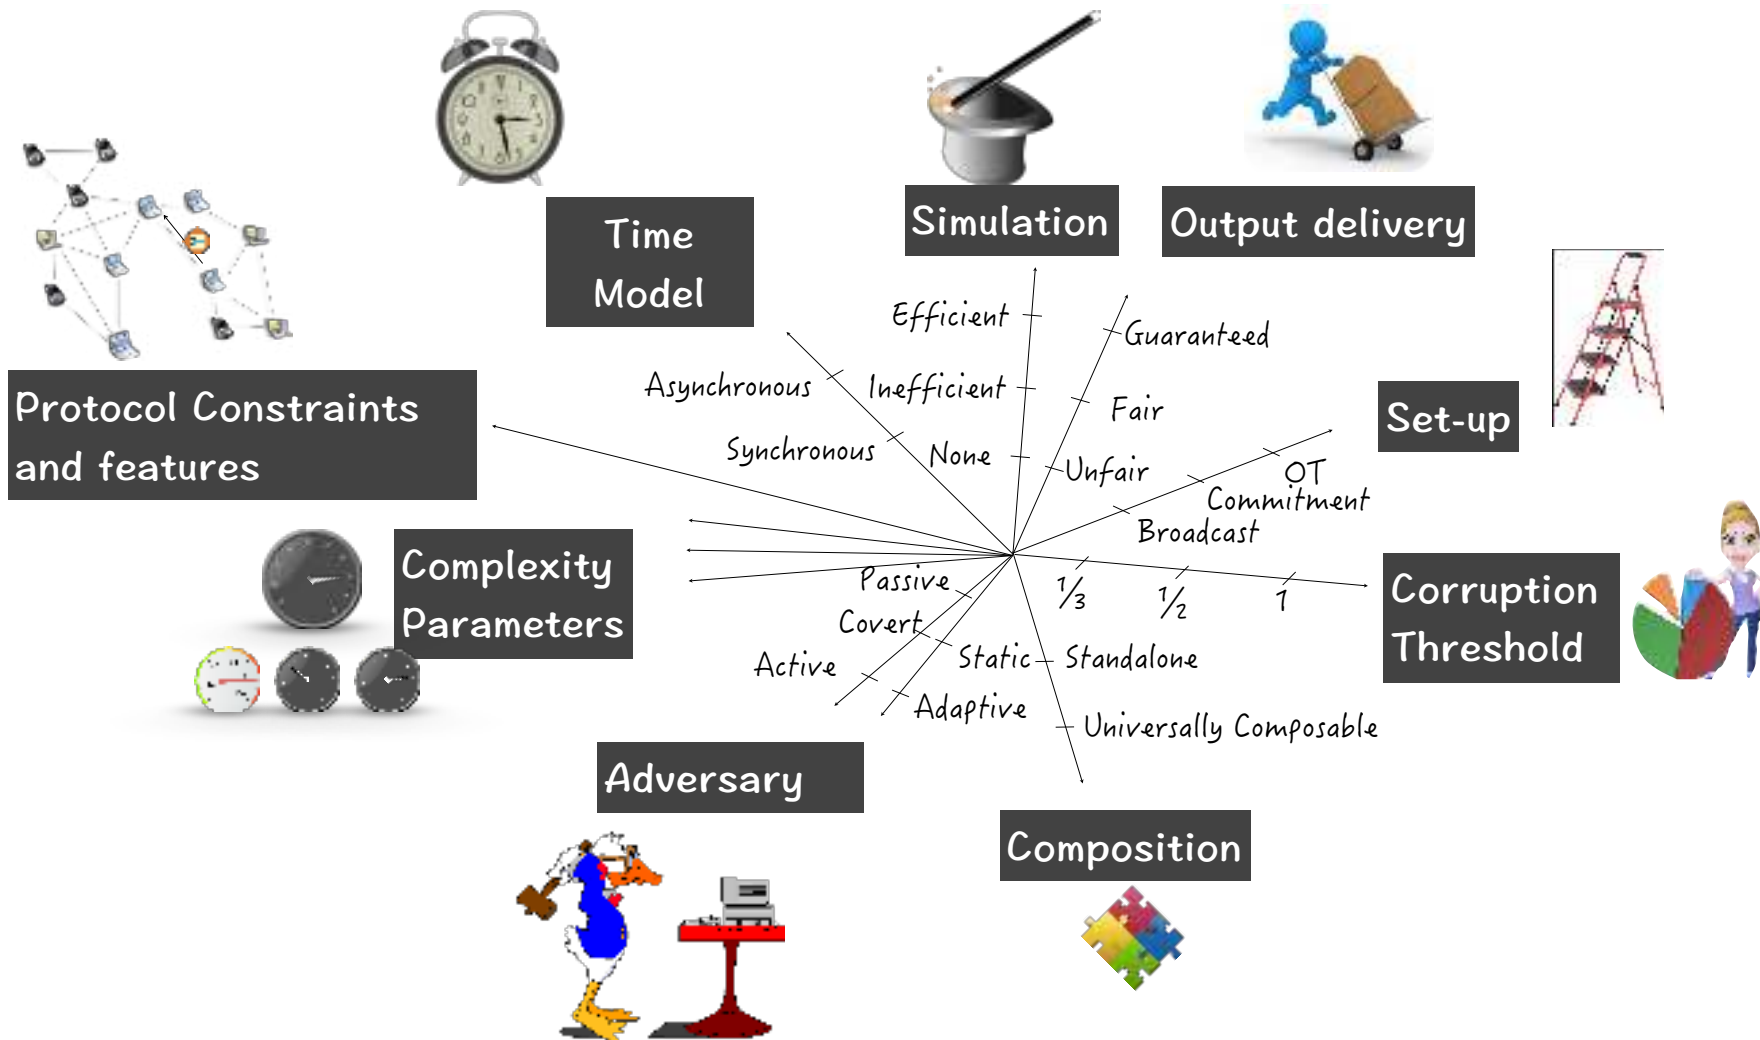 Time
Model
Simulation
Output delivery
Efficient
Guaranteed
Asynchronous
Inefficient
Fair
Protocol Constraints
and features
Set-up
Synchronous
None
Unfair
OT
Commitment
Broadcast
Complexity
Parameters
Passive
1/3
1/2
1
Corruption
Threshold
Covert
Active
Static
Standalone
Adaptive
Universally Composable
Adversary
Composition